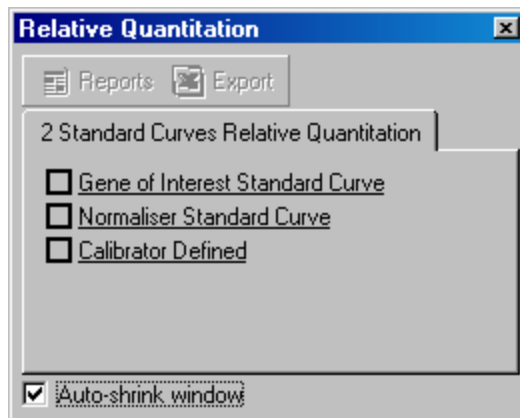 Relative Quantitation
Reports Export
2 Standard Curves Relative Quantitation
Gene of Interest Standard Curve
Normaliser Standard Curve
Calibrator Defined
Auto-shrink window